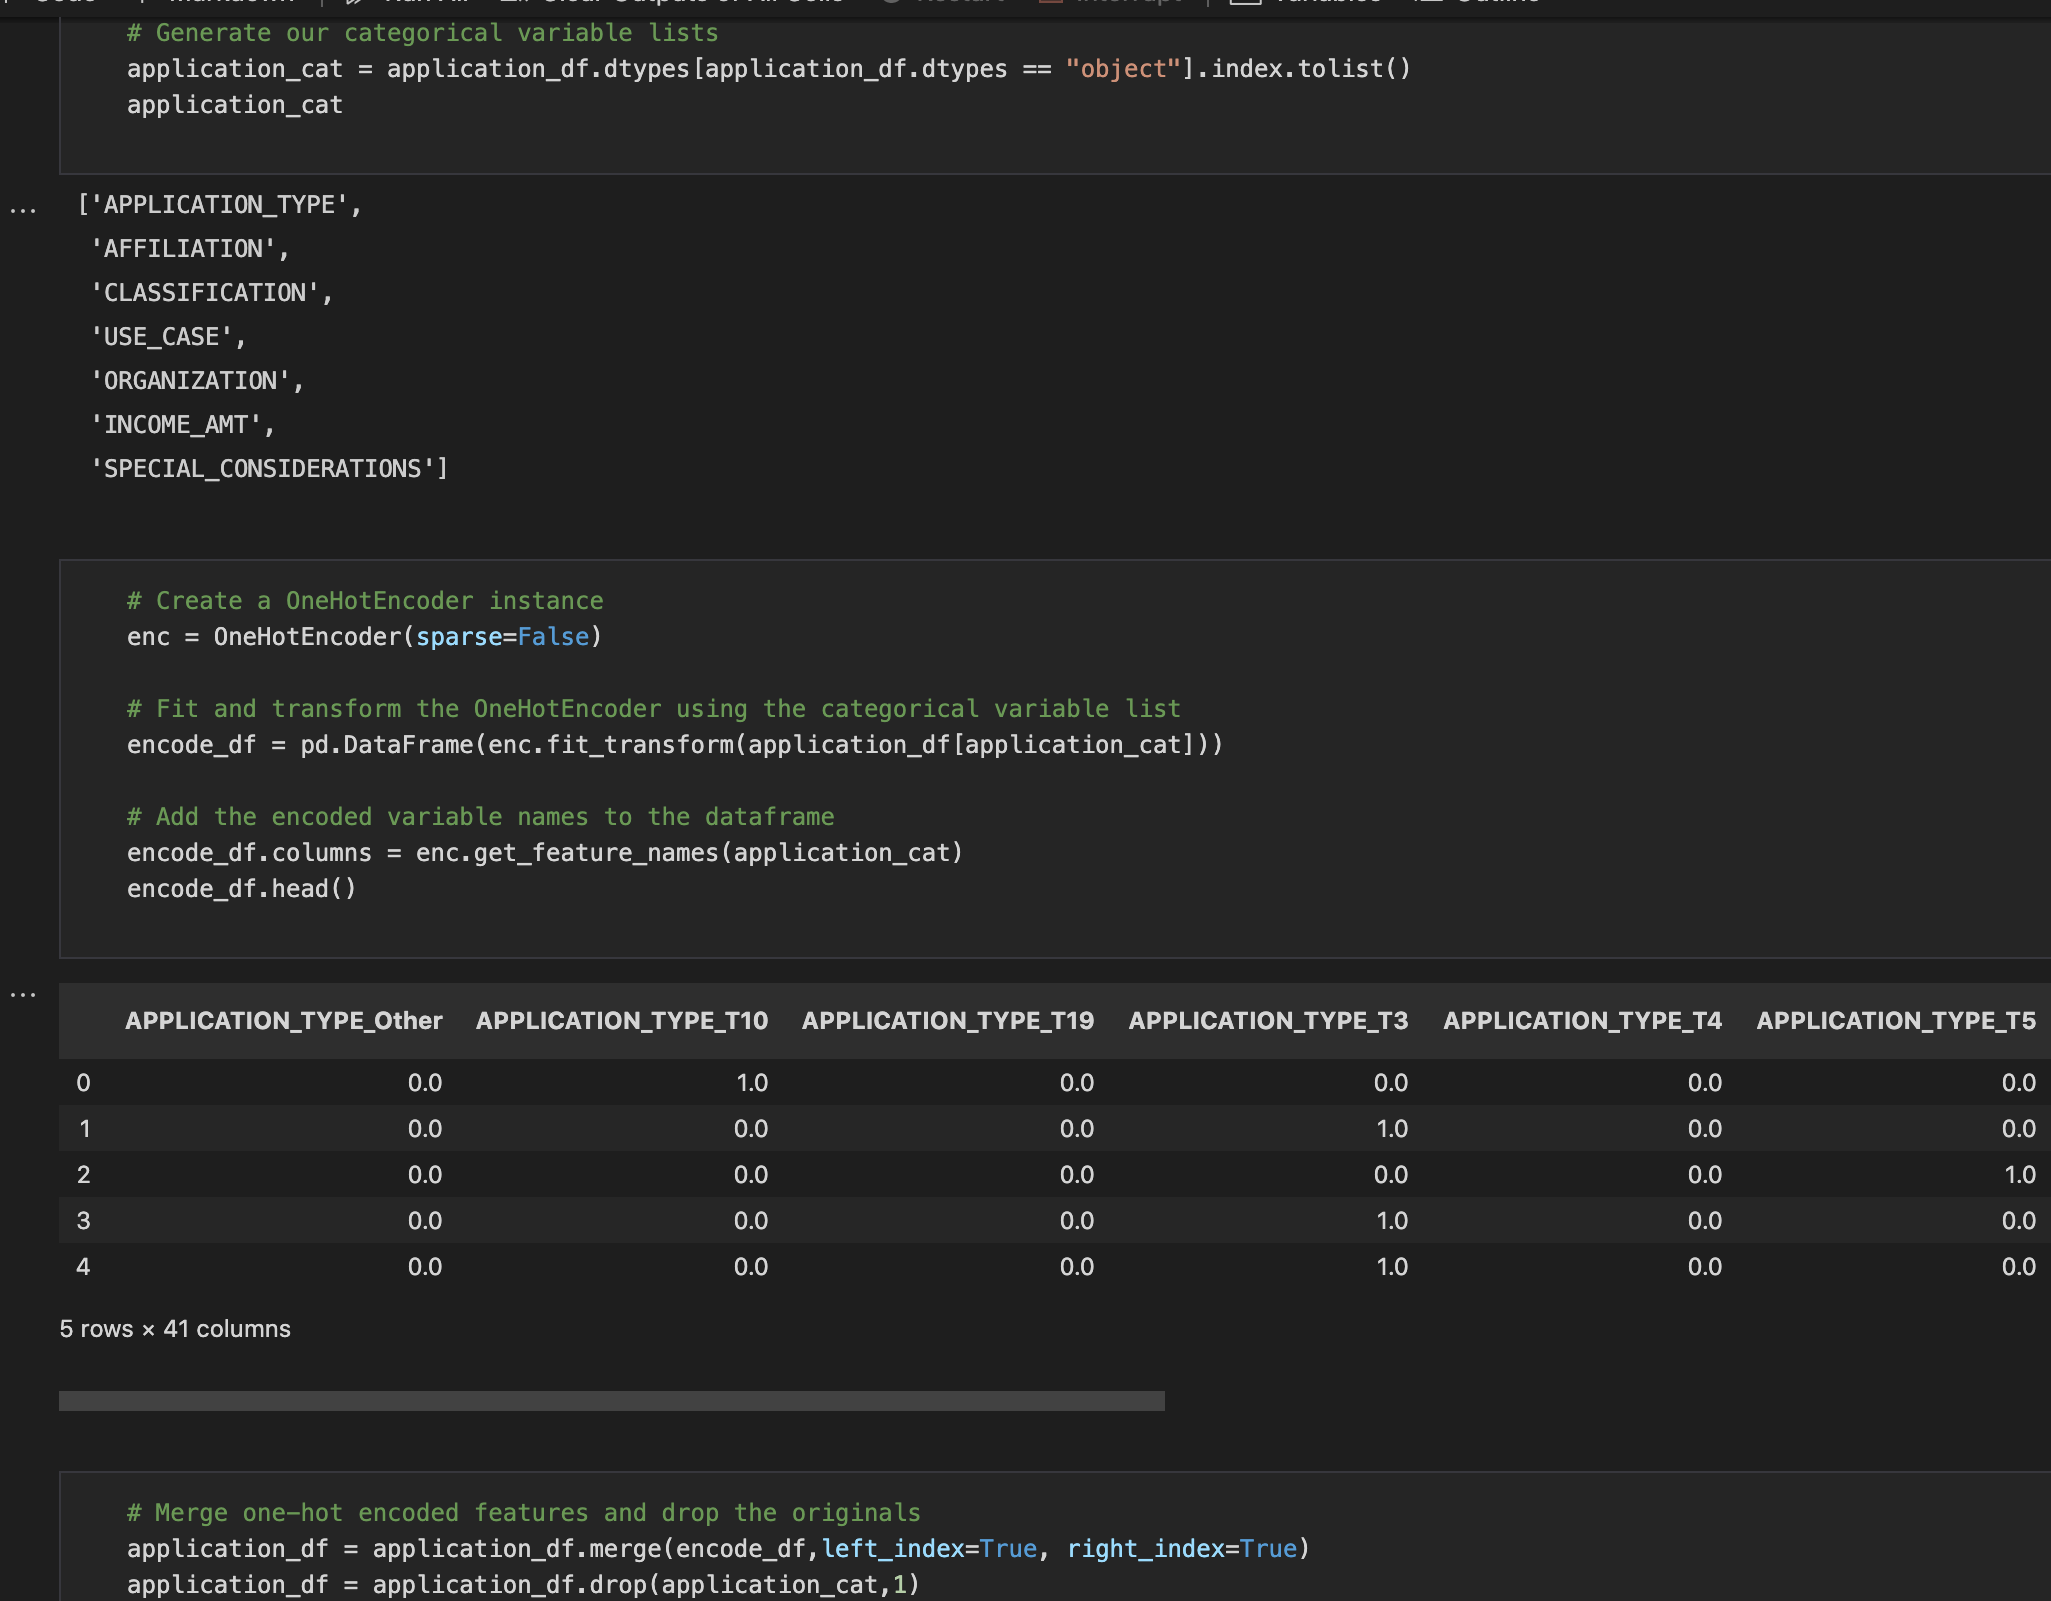 # Generate our categorical variable lists
application_cat = application_df.dtypes[application_df.dtypes == "object"].index.tolist()
application_cat
... ['APPLICATION_TYPE',
'AFFILIATION',
'CLASSIFICATION',
'USE_CASE',
'ORGANIZATION',
'INCOME_AMT',
'SPECIAL_CONSIDERATIONS']
# Create a OneHotEncoder instance
enc = OneHotEncoder(sparse=False)
# Fit and transform the OneHotEncoder using the categorical variable list
encode_df = pd.DataFrame(enc.fit_transform(application_df[application_cat]))
# Add the encoded variable names to the dataframe
encode_df.columns = enc.get_feature_names(application_cat)
encode_df.head()
...
APPLICATION_TYPE_Other APPLICATION_TYPE_T10 APPLICATION_TYPE_T19 APPLICATION_TYPE_T3 APPLICATION_TYPE_T4 APPLICATION_TYPE_T5
0 0.0 1.0 0.0 0.0 0.0 0.0
1 0.0 0.0 0.0 1.0 0.0 0.0
2 0.0 0.0 0.0 0.0 0.0 1.0
3 0.0 0.0 0.0 1.0 0.0 0.0
4 0.0 0.0 0.0 1.0 0.0 0.0
5 rows × 41 columns
# Merge one-hot encoded features and drop the originals
application_df = application_df.merge(encode_df,left_index=True, right_index=True)
application_df = application_df.drop(application_cat,1)